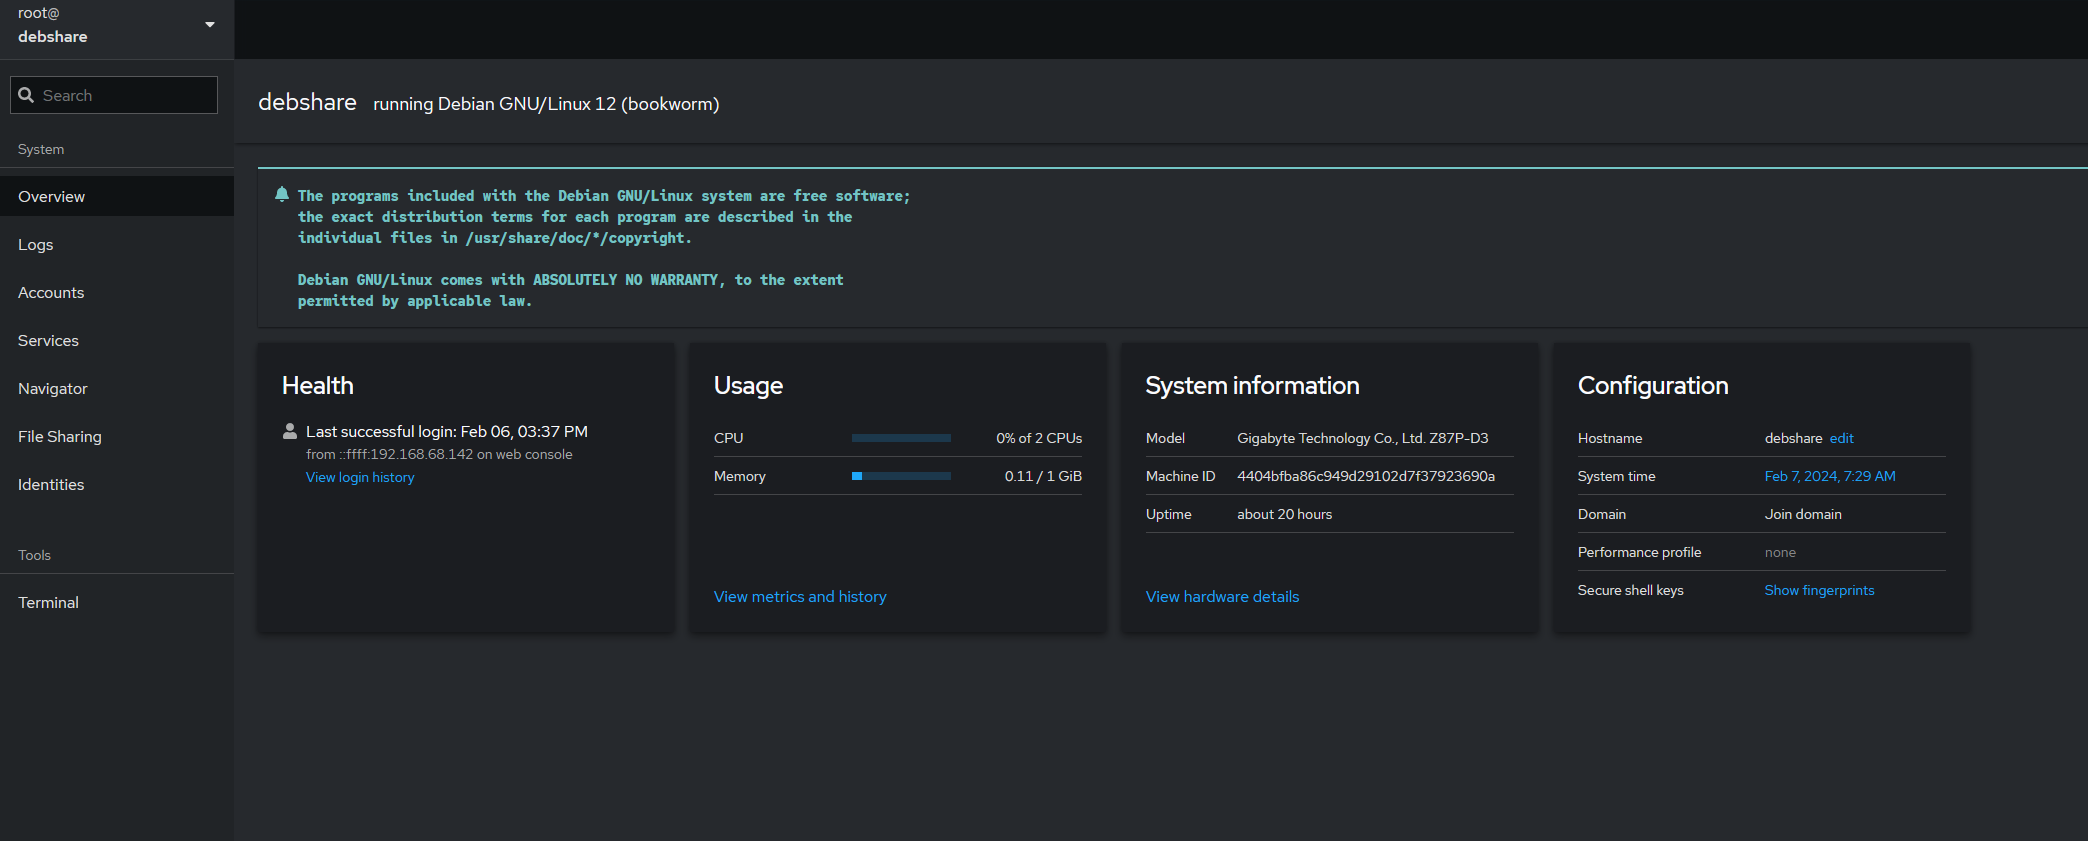 root@
debshare
Search
System
Overview
Logs
Accounts
Services
Navigator
File Sharing
Identities
Tools
Terminal
debshare running Debian GNU/Linux 12 (bookworm)
The programs included with the Debian GNU/Linux system are free software;
the exact distribution terms for each program are described in the
individual files in /usr/share/doc/*/copyright.
Debian GNU/Linux comes with ABSOLUTELY NO WARRANTY, to the extent
permitted by applicable law.
Health
Last successful login: Feb 06, 03:37 PM
from ::ffff:192.168.68.142 on web console
View login history
Usage
CPU 0% of 2 CPUs
Memory 0.11 / 1 GiB
View metrics and history
System information
Model Gigabyte Technology Co., Ltd. Z87P-D3
Machine ID 4404bfba86c949d29102d7f37923690a
Uptime about 20 hours
View hardware details
Configuration
Hostname debshare edit
System time Feb 7, 2024, 7:29 AM
Domain Join domain
Performance profile none
Secure shell keys Show fingerprints